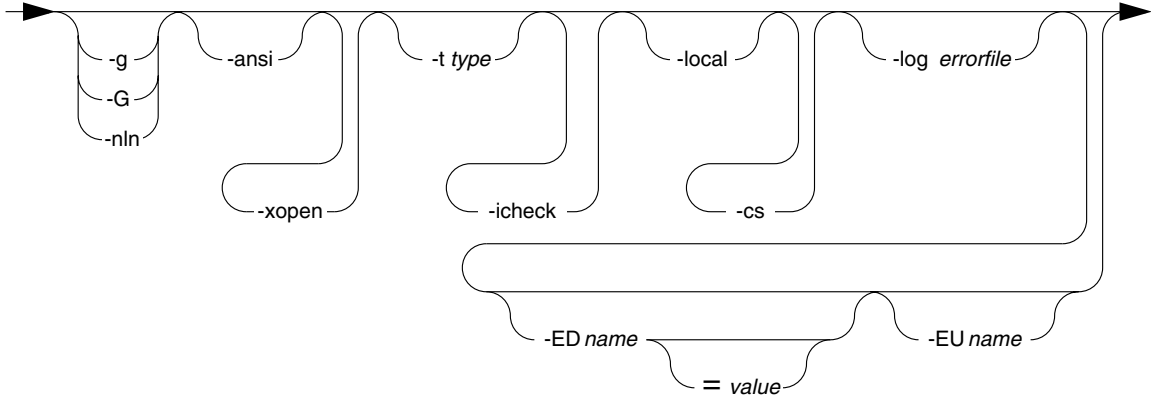 -g
-G
-nln
-ansi
-xopen
-t type
-icheck
-local
-cs
-log errorfile
-ED name
= value
-EU name